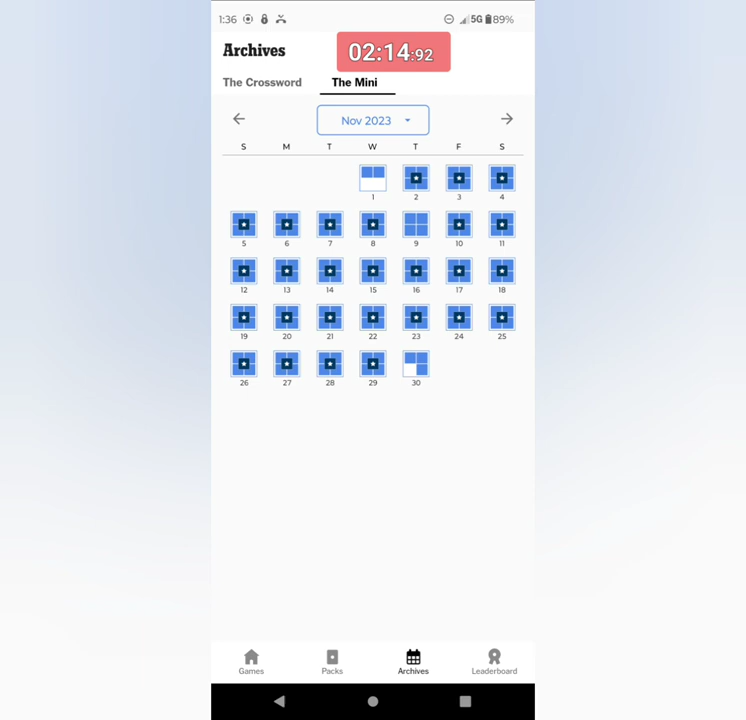 1:36 5G 89%
Archives
02:14:92
The Crossword The Mini
Nov 2023
S M T W T F S
1 2 3 4
5 6 7 8 9 10 11
12 13 14 15 16 17 18
19 20 21 22 23 24 25
26 27 28 29 30
Games Packs Archives Leaderboard